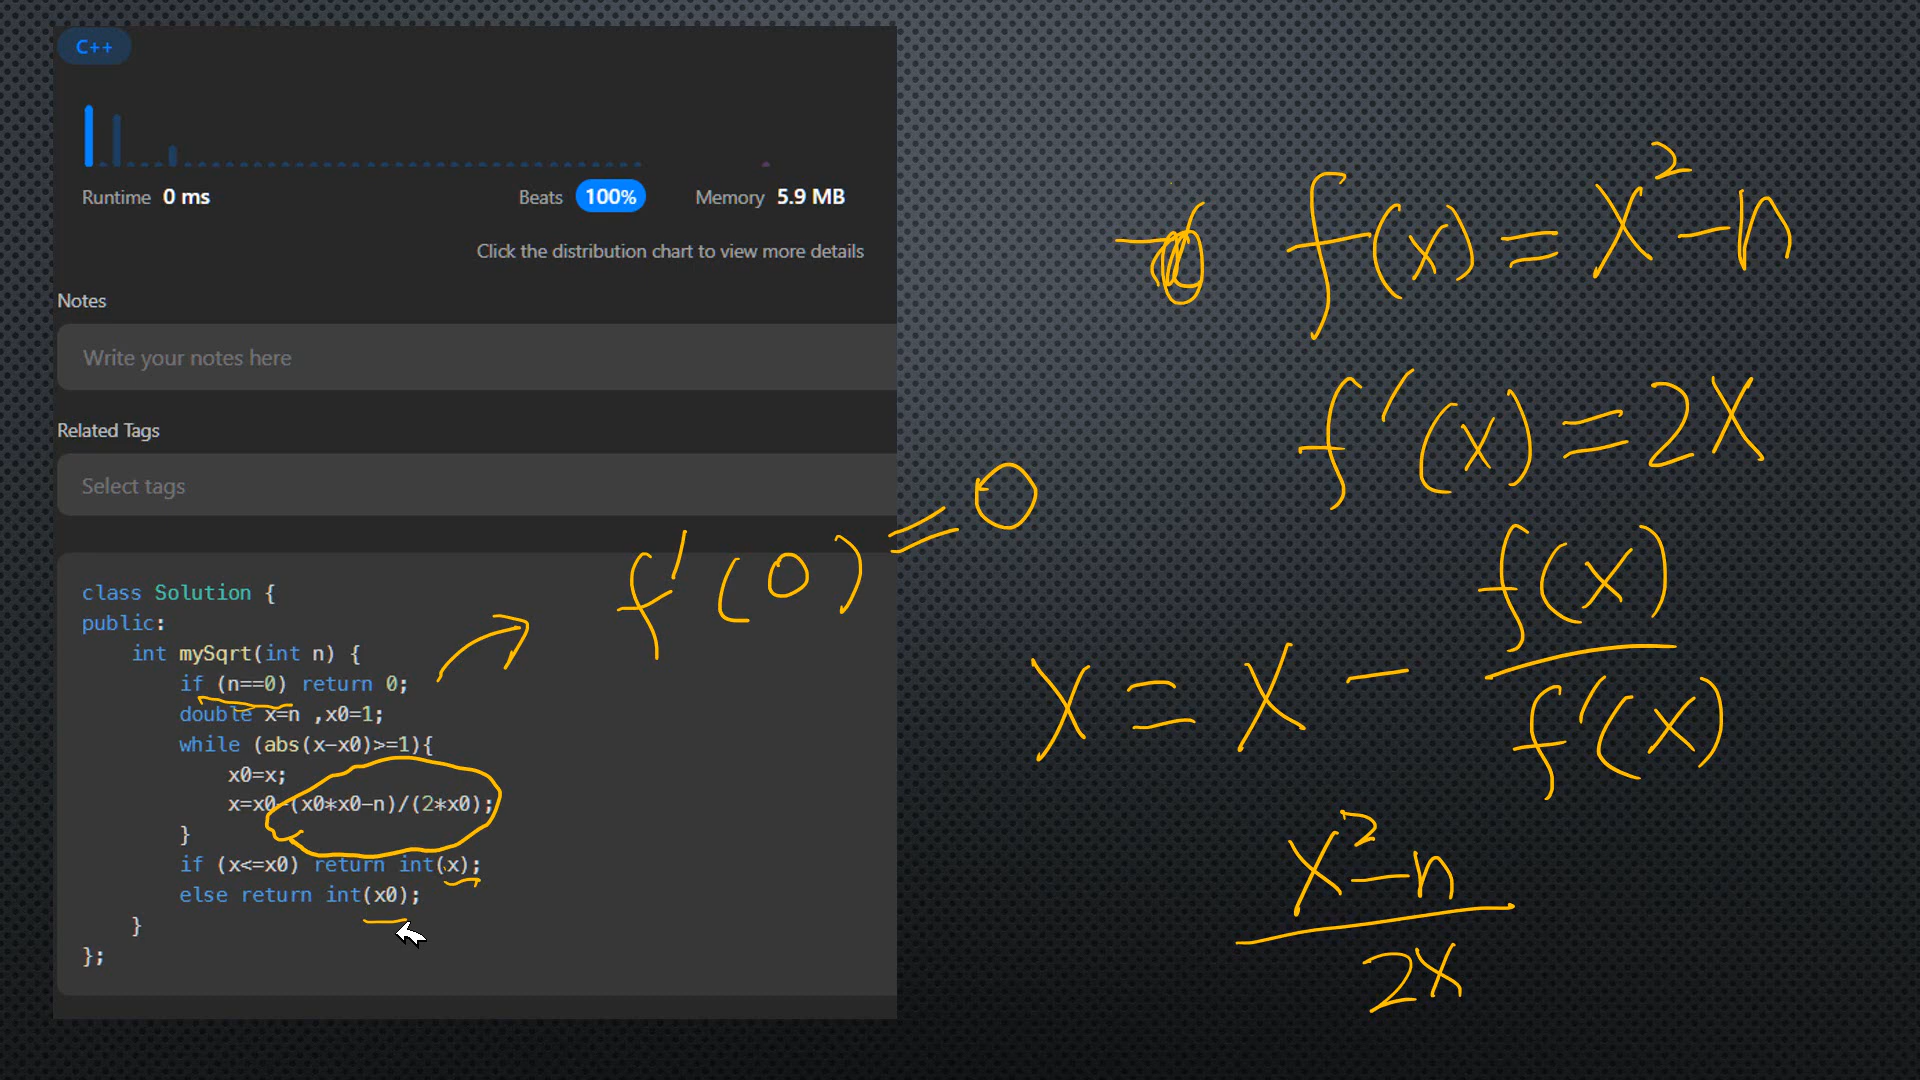 C++
Runtime 0 ms Beats 100% Memory 5.9 MB
Click the distribution chart to view more details
Notes
Write your notes here
Related Tags
Select tags
class Solution {
public:
    int mySqrt(int n) {
        if (n==0) return 0;
        double x=n ,x0=1;
        while (abs(x-x0)>=1){
            x0=x;
            x=x0-(x0*x0-n)/(2*x0);
        }
        if (x<=x0) return int(x);
        else return int(x0);
    }
};
f'(0)=0
f(x)=x²-n
f'(x)=2x
x=x-f(x)/f'(x)
x²-n
2x